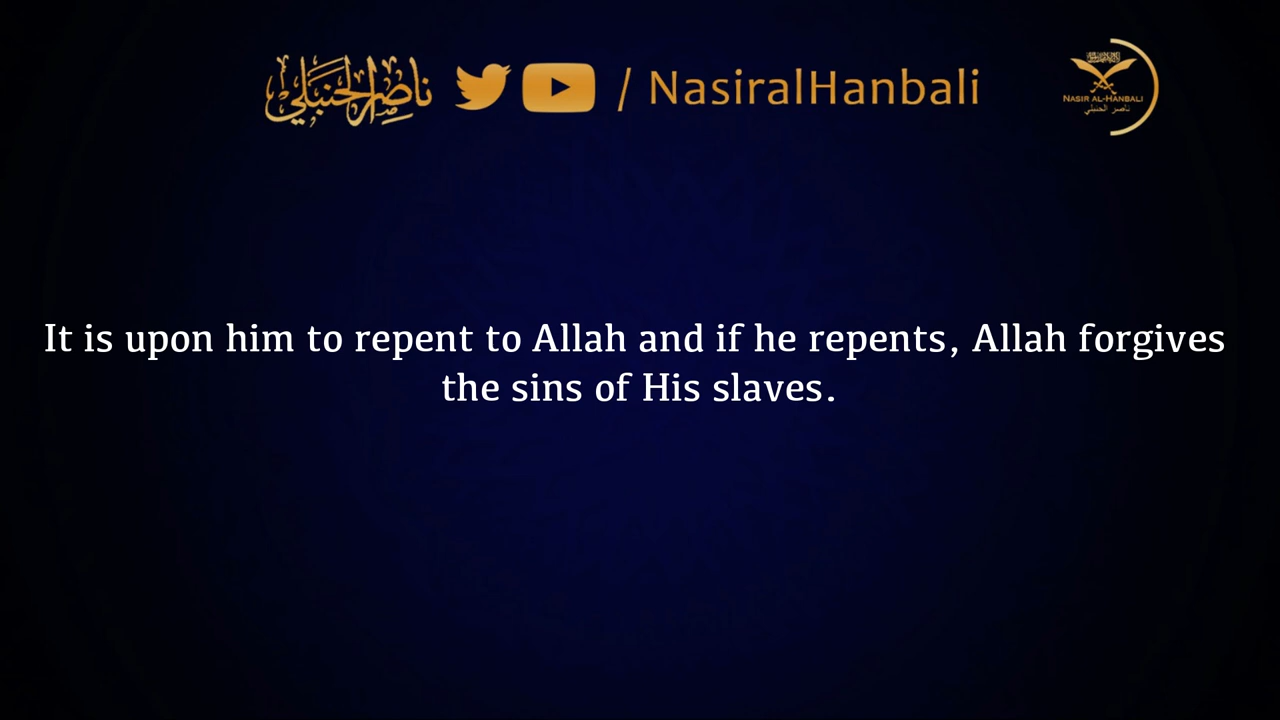 ناصر الحنبلي / NasiralHanbali
NASIR AL-HANBALI
ناصر الحنبلي
It is upon him to repent to Allah and if he repents, Allah forgives
the sins of His slaves.